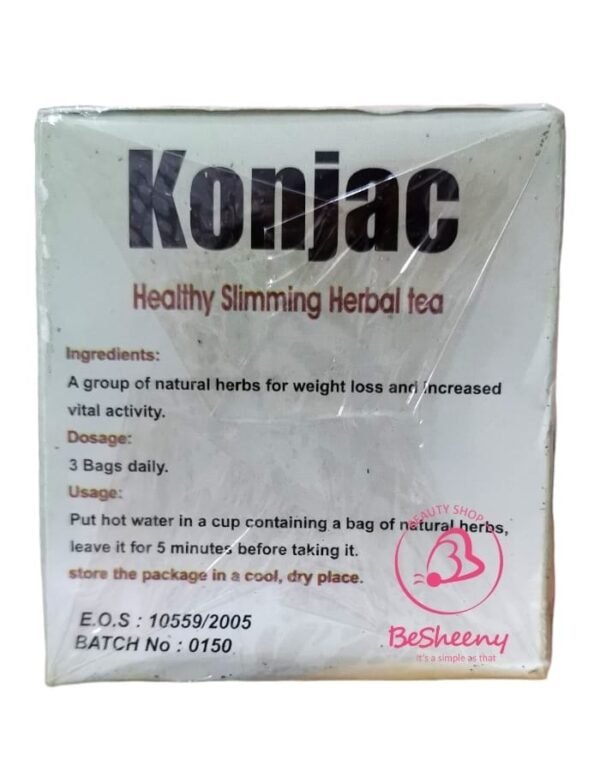 Konjac
Healthy Slimming Herbal tea
Ingredients:
A group of natural herbs for weight loss and increased
vital activity.
Dosage:
3 Bags daily.
Usage:
Put hot water in a cup containing a bag of natural herbs,
leave it for 5 minutes before taking it.
store the package in a cool, dry place.
E.O.S : 10559/2005
BATCH No : 0150
BEAUTY SHOP
BeSheeny
it's a simple as that